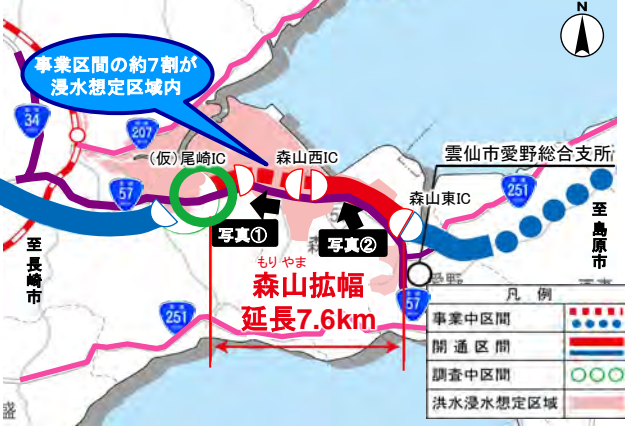 N
事業区間の約7割が
浸水想定区域内
34
207
(仮)尾崎IC
森山西IC
雲仙市愛野総合支所
57
森山東IC
251
至長崎市
写真①
写真②
至島原市
もりやま
森山拡幅
延長7.6km
251
57
愛野
凡例
事業中区間
開通区間
調査中区間
洪水浸水想定区域
盛